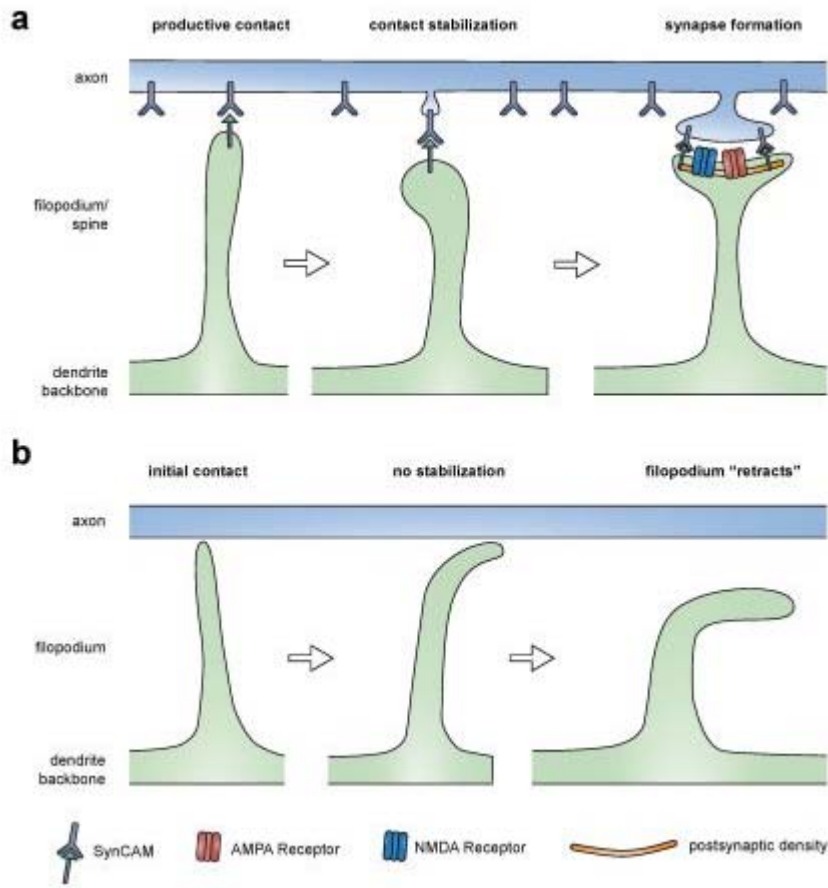 a
productive contact
contact stabilization
synapse formation
axon
filopodium/
spine
dendrite
backbone
b
initial contact
no stabilization
filopodium "retracts"
axon
filopodium
dendrite
backbone
SynCAM
AMPA Receptor
NMDA Receptor
postsynaptic density